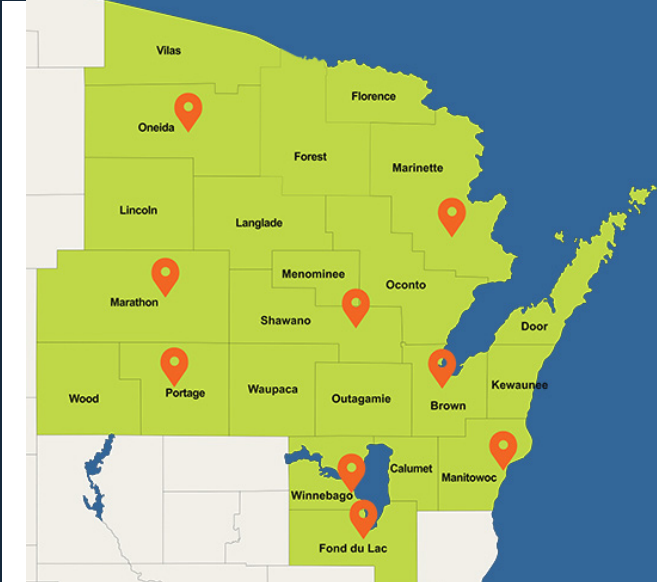 Vilas
Florence
Oneida
Forest
Marinette
Lincoln
Langlade
Menominee
Oconto
Marathon
Shawano
Door
Kewaunee
Waupaca
Portage
Wood
Outagamie
Brown
Calumet
Manitowoc
Winnebago
Fond du Lac